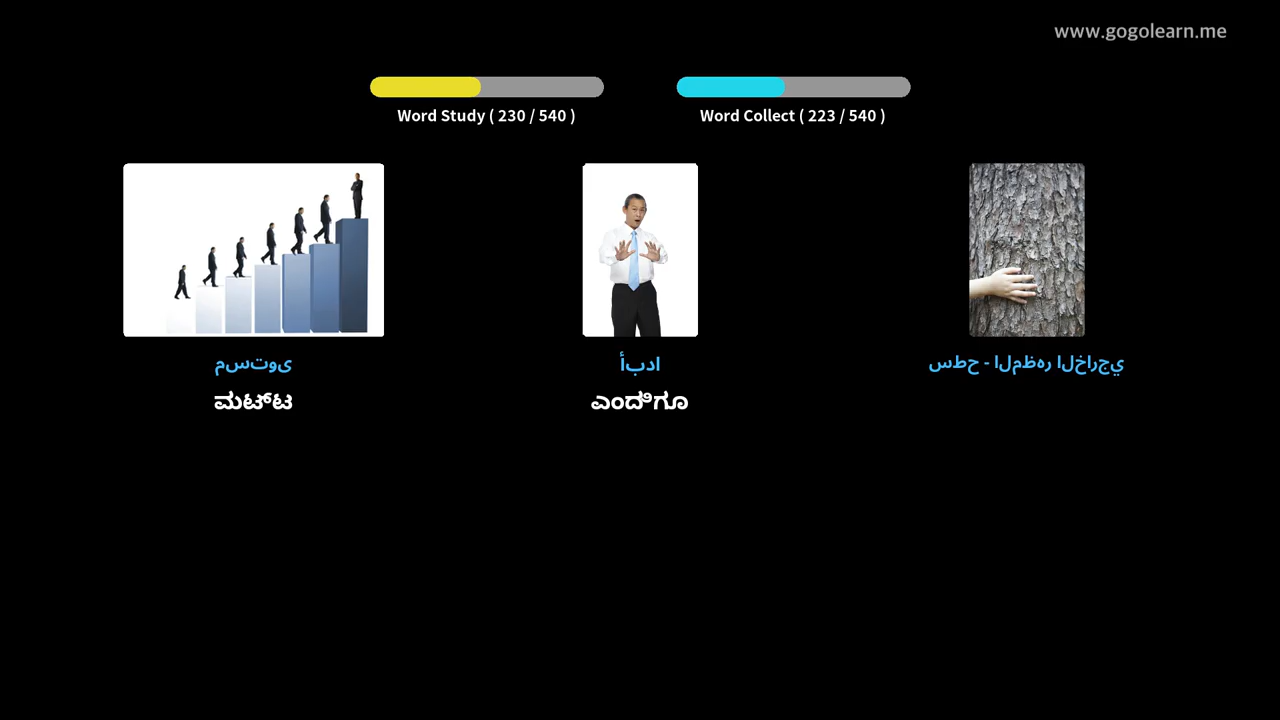 www.gogolearn.me
Word Study ( 230 / 540 )
Word Collect ( 223 / 540 )
مستوى
ಮಟ್ಟ
أبدا
ಎಂದಿಗೂ
سطح - المظهر الخارجي